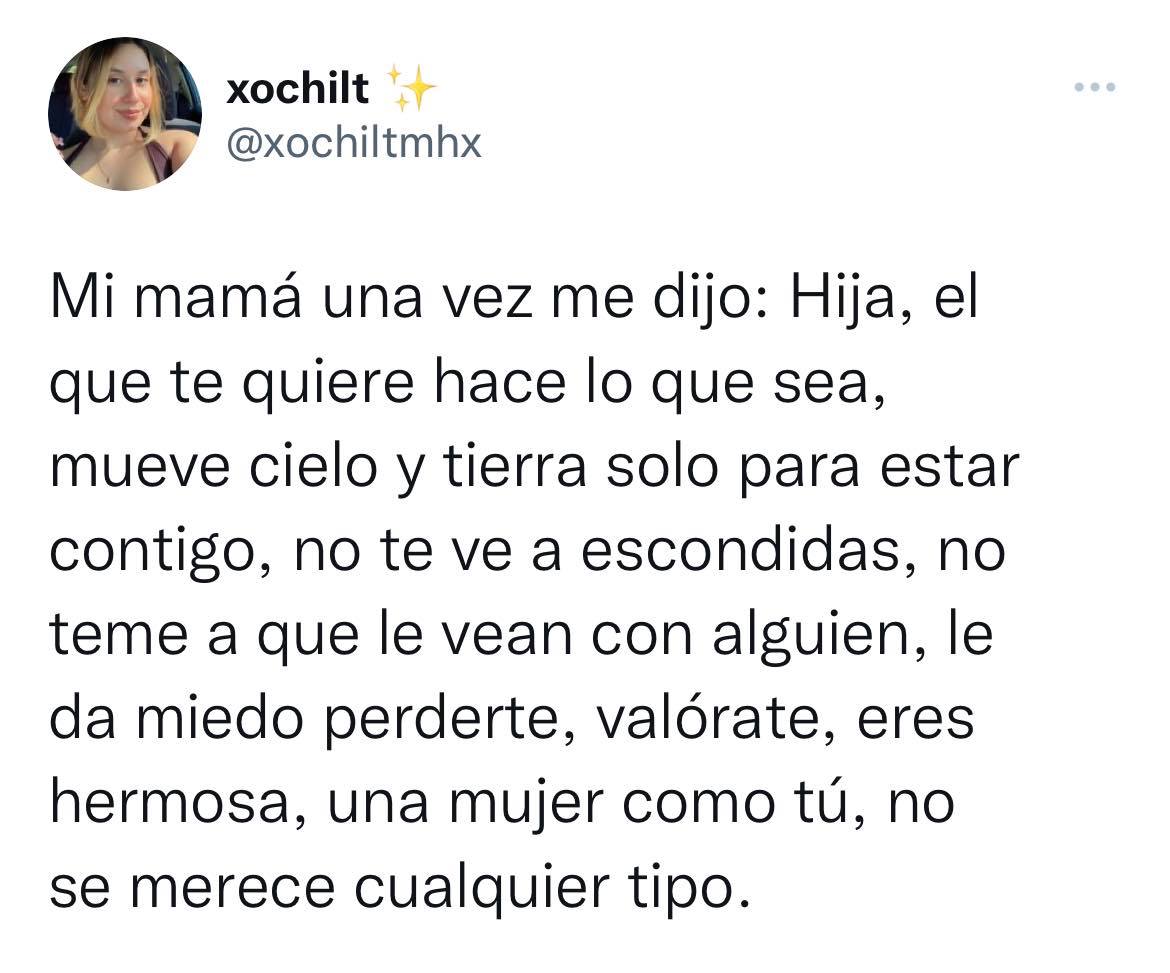 xochilt ✨
@xochiltmhx
Mi mamá una vez me dijo: Hija, el
que te quiere hace lo que sea,
mueve cielo y tierra solo para estar
contigo, no te ve a escondidas, no
teme a que le vean con alguien, le
da miedo perderte, valórate, eres
hermosa, una mujer como tú, no
se merece cualquier tipo.